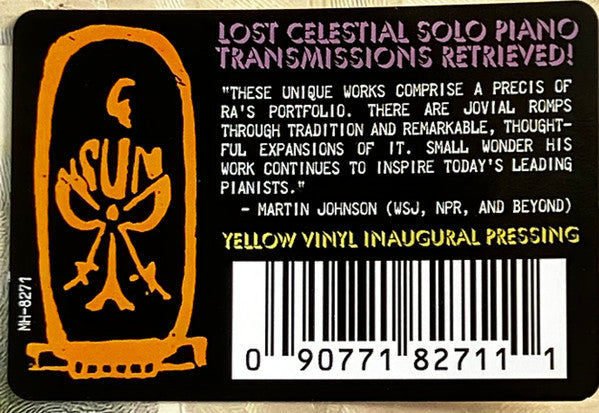 LOST CELESTIAL SOLO PIANO
TRANSMISSIONS RETRIEVED!
"THESE UNIQUE WORKS COMPRISE A PRECIS OF
RA'S PORTFOLIO. THERE ARE JOVIAL ROMPS
THROUGH TRADITION AND REMARKABLE, THOUGHT-
FUL EXPANSIONS OF IT. SMALL WONDER HIS
WORK CONTINUES TO INSPIRE TODAY'S LEADING
PIANISTS."
- MARTIN JOHNSON (WSJ, NPR, AND BEYOND)
YELLOW VINYL INAUGURAL PRESSING
SUN
MH-8271
0 90771 82711 1